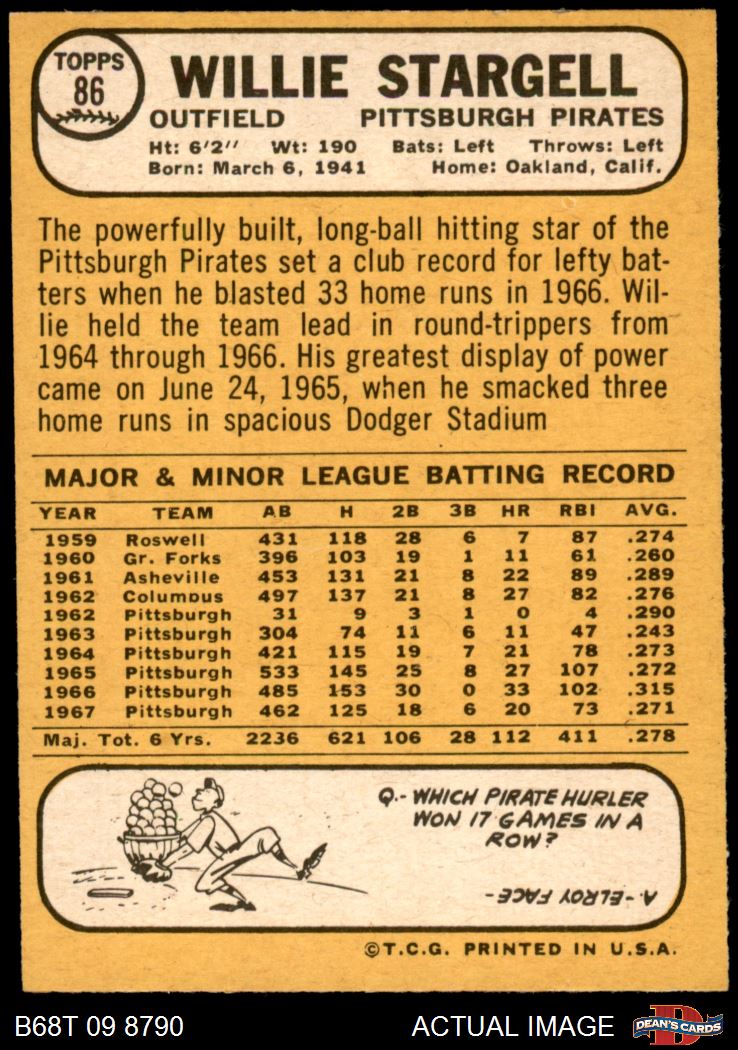 TOPPS
86
WILLIE STARGELL
OUTFIELD PITTSBURGH PIRATES
Ht: 6'2" Wt: 190 Bats: Left Throws: Left
Born: March 6, 1941 Home: Oakland, Calif.
The powerfully built, long-ball hitting star of the
Pittsburgh Pirates set a club record for lefty bat-
ters when he blasted 33 home runs in 1966. Wil-
lie held the team lead in round-trippers from
1964 through 1966. His greatest display of power
came on June 24, 1965, when he smacked three
home runs in spacious Dodger Stadium
MAJOR & MINOR LEAGUE BATTING RECORD
YEAR TEAM AB H 2B 3B HR RBI AVG.
1959 Roswell 431 118 28 6 7 87 .274
1960 Gr. Forks 396 103 19 1 11 61 .260
1961 Asheville 453 131 21 8 22 89 .289
1962 Columbus 497 137 21 8 27 82 .276
1962 Pittsburgh 31 9 3 1 0 4 .290
1963 Pittsburgh 304 74 11 6 11 47 .243
1964 Pittsburgh 421 115 19 7 21 78 .273
1965 Pittsburgh 533 145 25 8 27 107 .272
1966 Pittsburgh 485 153 30 0 33 102 .315
1967 Pittsburgh 462 125 18 6 20 73 .271
Maj. Tot. 6 Yrs. 2236 621 106 28 112 411 .278
Q.- WHICH PIRATE HURLER
WON 17 GAMES IN A
ROW?
A.- ELROY FACE -
©T.C.G. PRINTED IN U.S.A.
B68T 09 8790 ACTUAL IMAGE
D
DEAN'S CARDS